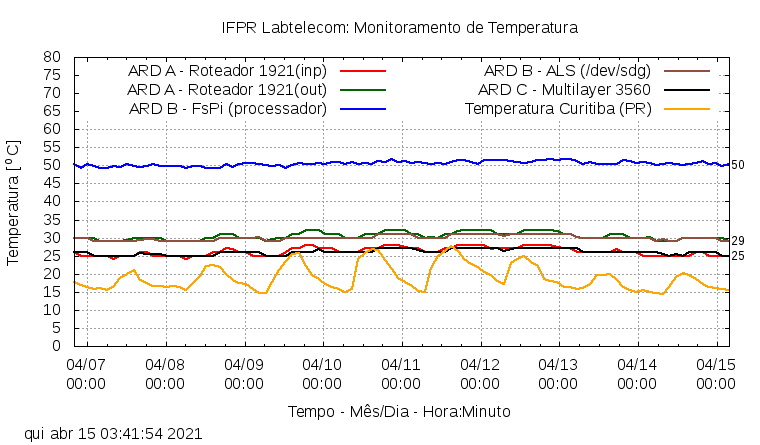 IFPR Labtelecom: Monitoramento de Temperatura
Temperatura [ºC]
80
75
70
65
60
55
50
45
40
35
30
25
20
15
10
5
0
ARD A - Roteador 1921(inp)
ARD A - Roteador 1921(out)
ARD B - FsPi (processador)
ARD B - ALS (/dev/sdg)
ARD C - Multilayer 3560
Temperatura Curitiba (PR)
50
29
25
04/07 04/08 04/09 04/10 04/11 04/12 04/13 04/14 04/15
00:00 00:00 00:00 00:00 00:00 00:00 00:00 00:00 00:00
Tempo - Mês/Dia - Hora:Minuto
qui abr 15 03:41:54 2021